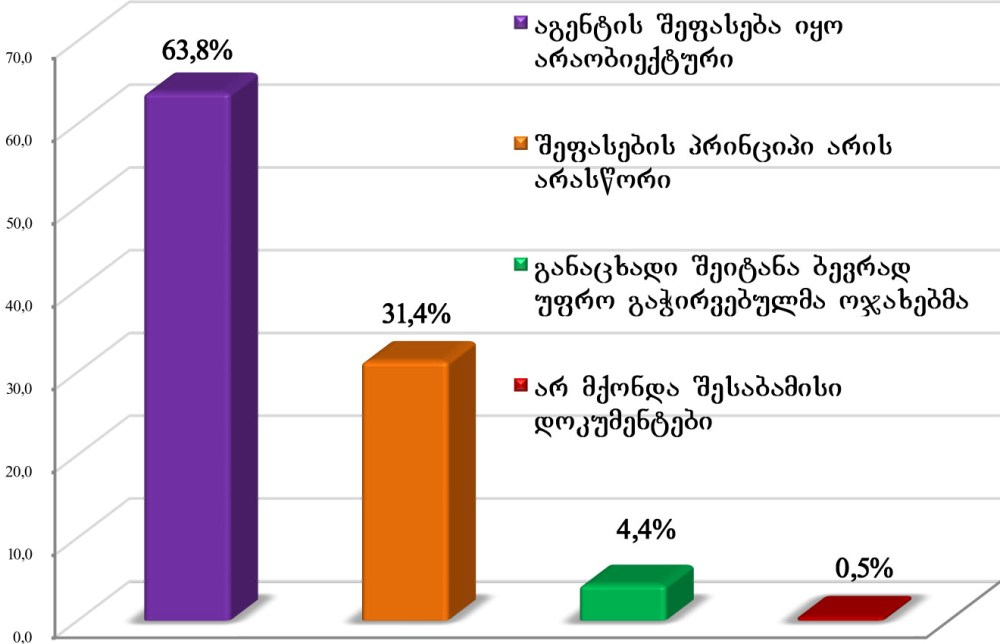 აგენტის შეფასება იყო
არაობიექტური
შეფასების პრინციპი არის
არასწორი
განაცხადი შეიტანა ბევრად
უფრო გაჭირვებულმა ოჯახებმა
არ მქონდა შესაბამისი
დოკუმენტები
63,8%
31,4%
4,4%
0,5%
70,0
60,0
50,0
40,0
30,0
20,0
10,0
0,0